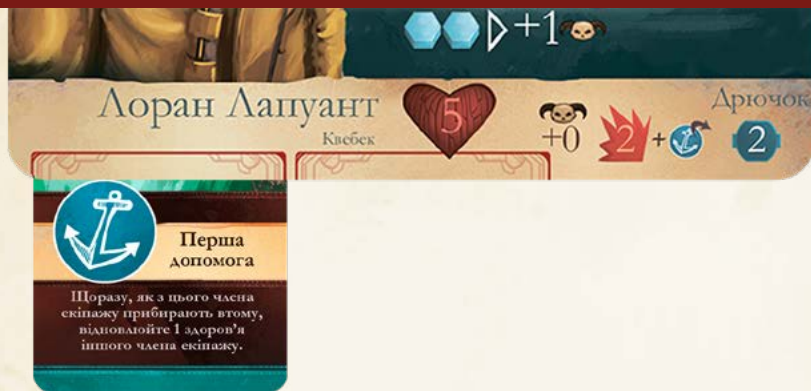 +1
Лоран Лапуант
Квебек
5
+0
2
+
Дрючок
2
Перша
допомога
Щоразу, як з цього члена
скіпажу прибирають втому,
відновлюйте 1 здоров'я
іншого члена екіпажу.